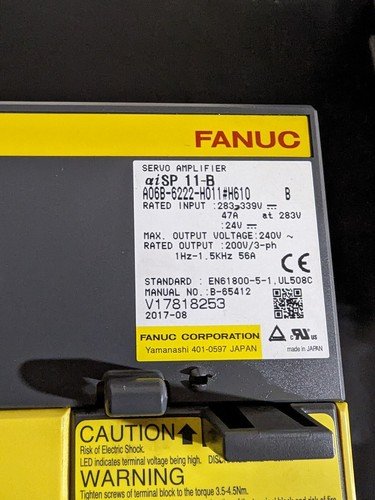 FANUC
SERVO AMPLIFIER
αiSP 11-B
A06B-6222-H011#H610 B
RATED INPUT :283-339V
47A at 283V
:24V
MAX. OUTPUT VOLTAGE:240V ~
RATED OUTPUT :200V/3-ph
1Hz-1.5KHz 56A
CE
STANDARD : EN61800-5-1,UL508C
MANUAL NO.:B-65412
V17818253
2017-08
FANUC CORPORATION
Yamanashi 401-0597 JAPAN
c RU us
made in JAPAN
CAUTION
Risk of Electric Shock.
LED indicates terminal voltage being high.
WARNING
Tighten screws of terminal block to the torque 3.5-4.5Nm.